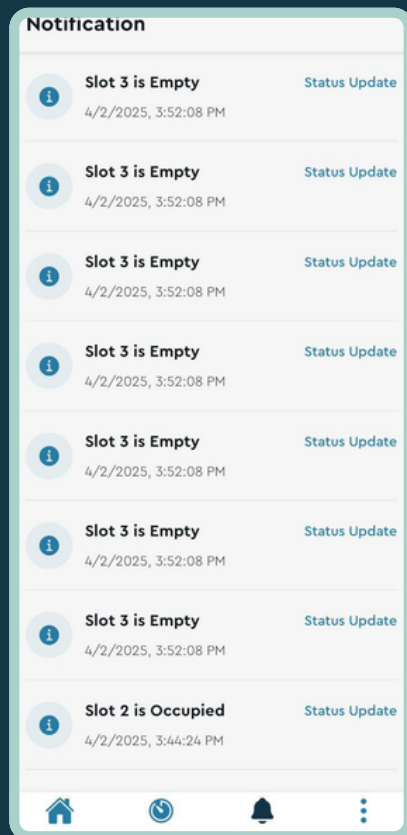 Notification
Slot 3 is Empty
Status Update
4/2/2025, 3:52:08 PM
Slot 3 is Empty
Status Update
4/2/2025, 3:52:08 PM
Slot 3 is Empty
Status Update
4/2/2025, 3:52:08 PM
Slot 3 is Empty
Status Update
4/2/2025, 3:52:08 PM
Slot 3 is Empty
Status Update
4/2/2025, 3:52:08 PM
Slot 3 is Empty
Status Update
4/2/2025, 3:52:08 PM
Slot 3 is Empty
Status Update
4/2/2025, 3:52:08 PM
Slot 2 is Occupied
Status Update
4/2/2025, 3:44:24 PM